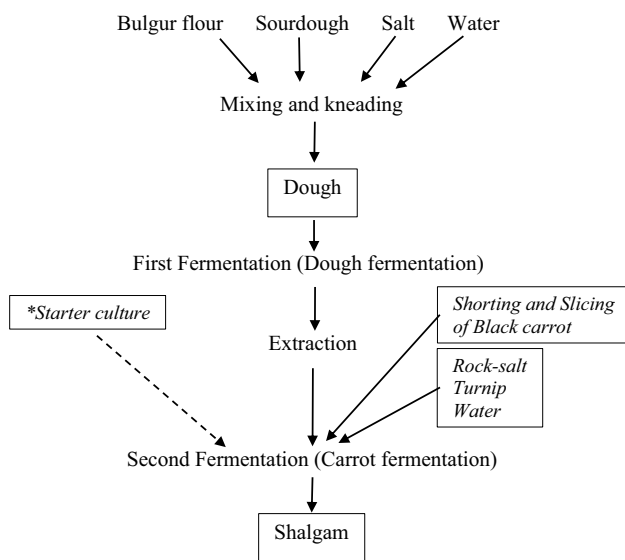 Bulgur flour Sourdough Salt Water
Mixing and kneading
Dough
First Fermentation (Dough fermentation)
*Starter culture
Shorting and Slicing
of Black carrot
Extraction
Rock-salt
Turnip
Water
Second Fermentation (Carrot fermentation)
Shalgam